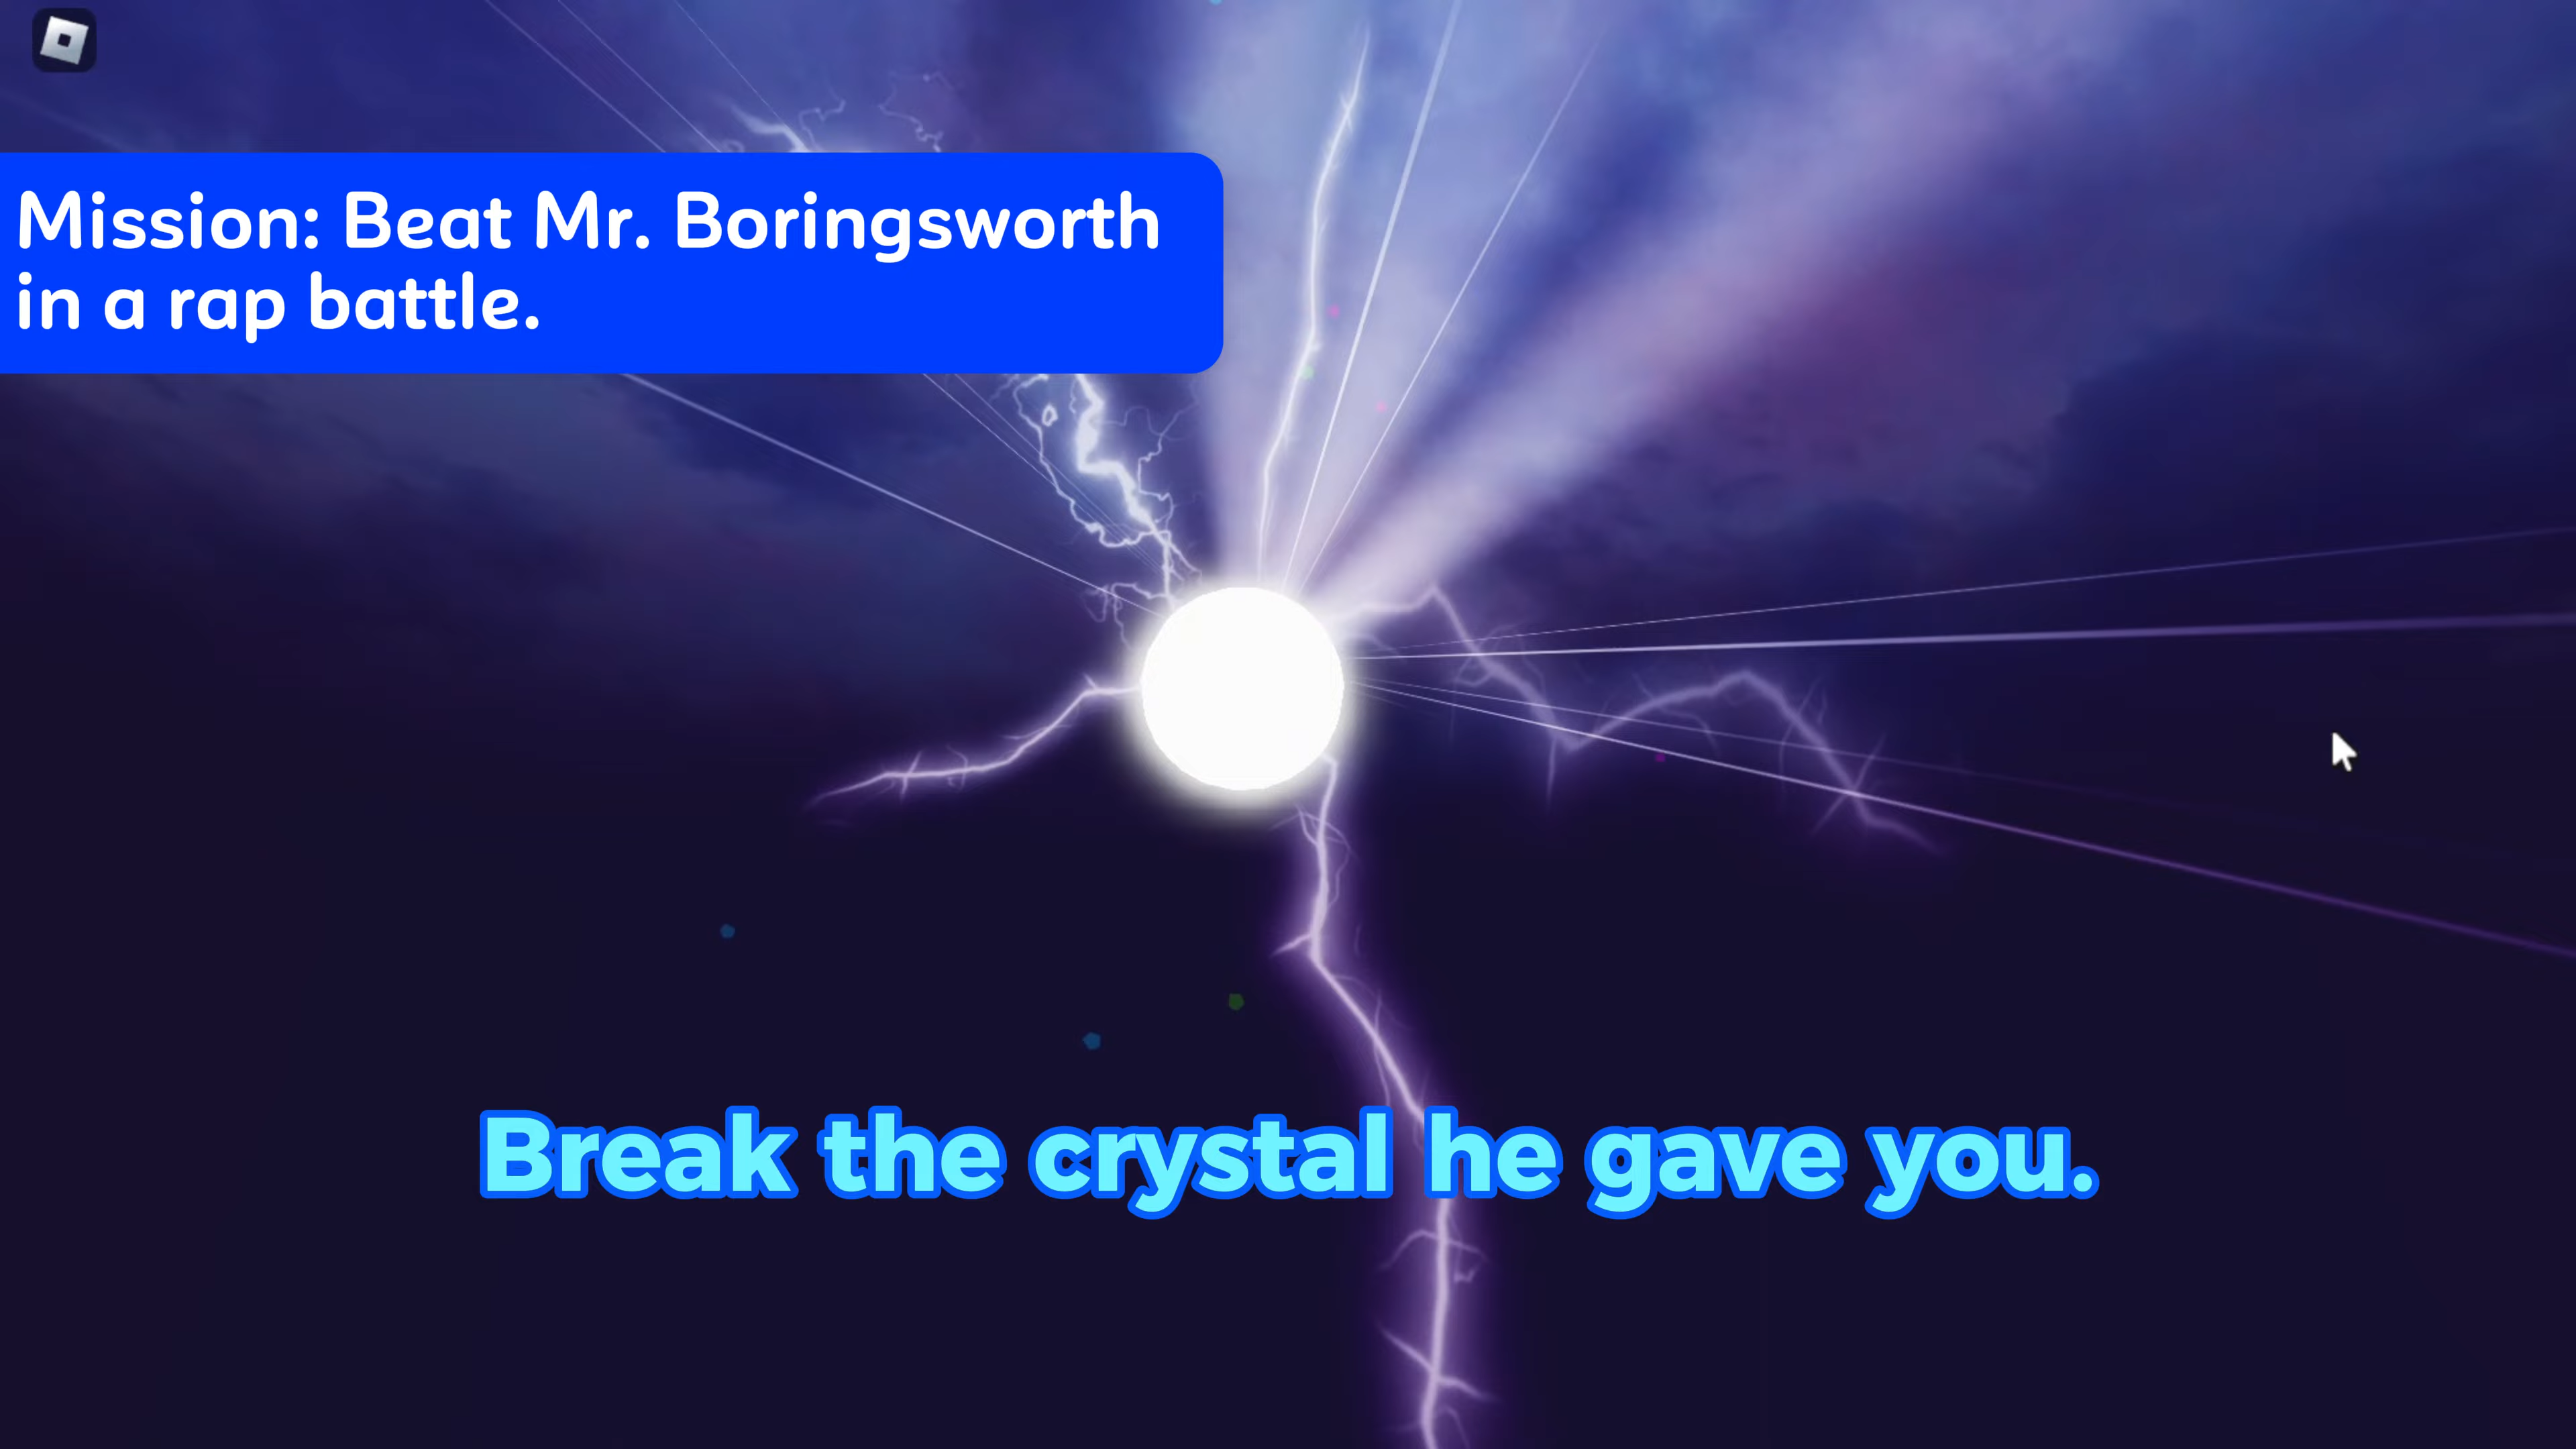 Mission: Beat Mr. Boringsworth
in a rap battle.
Break the crystal he gave you.